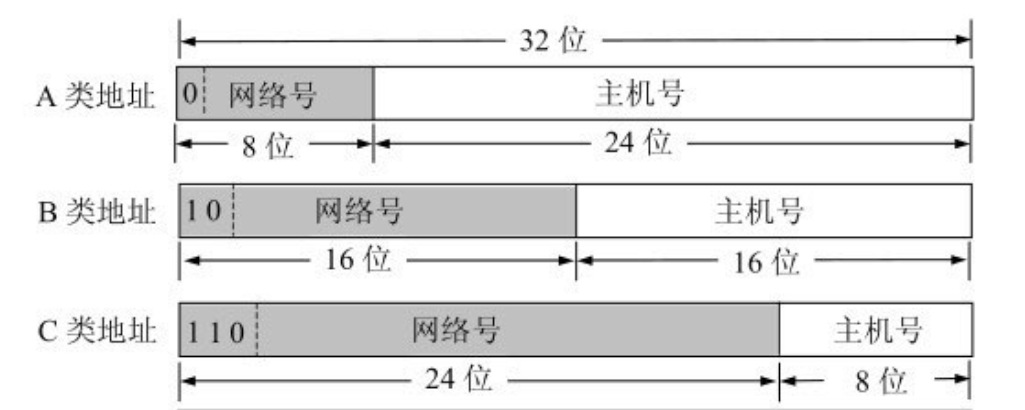 32 位
A 类地址 0 网络号 主机号
8 位 24 位
B 类地址 1 0 网络号 主机号
16 位 16 位
C 类地址 1 1 0 网络号 主机号
24 位 8 位